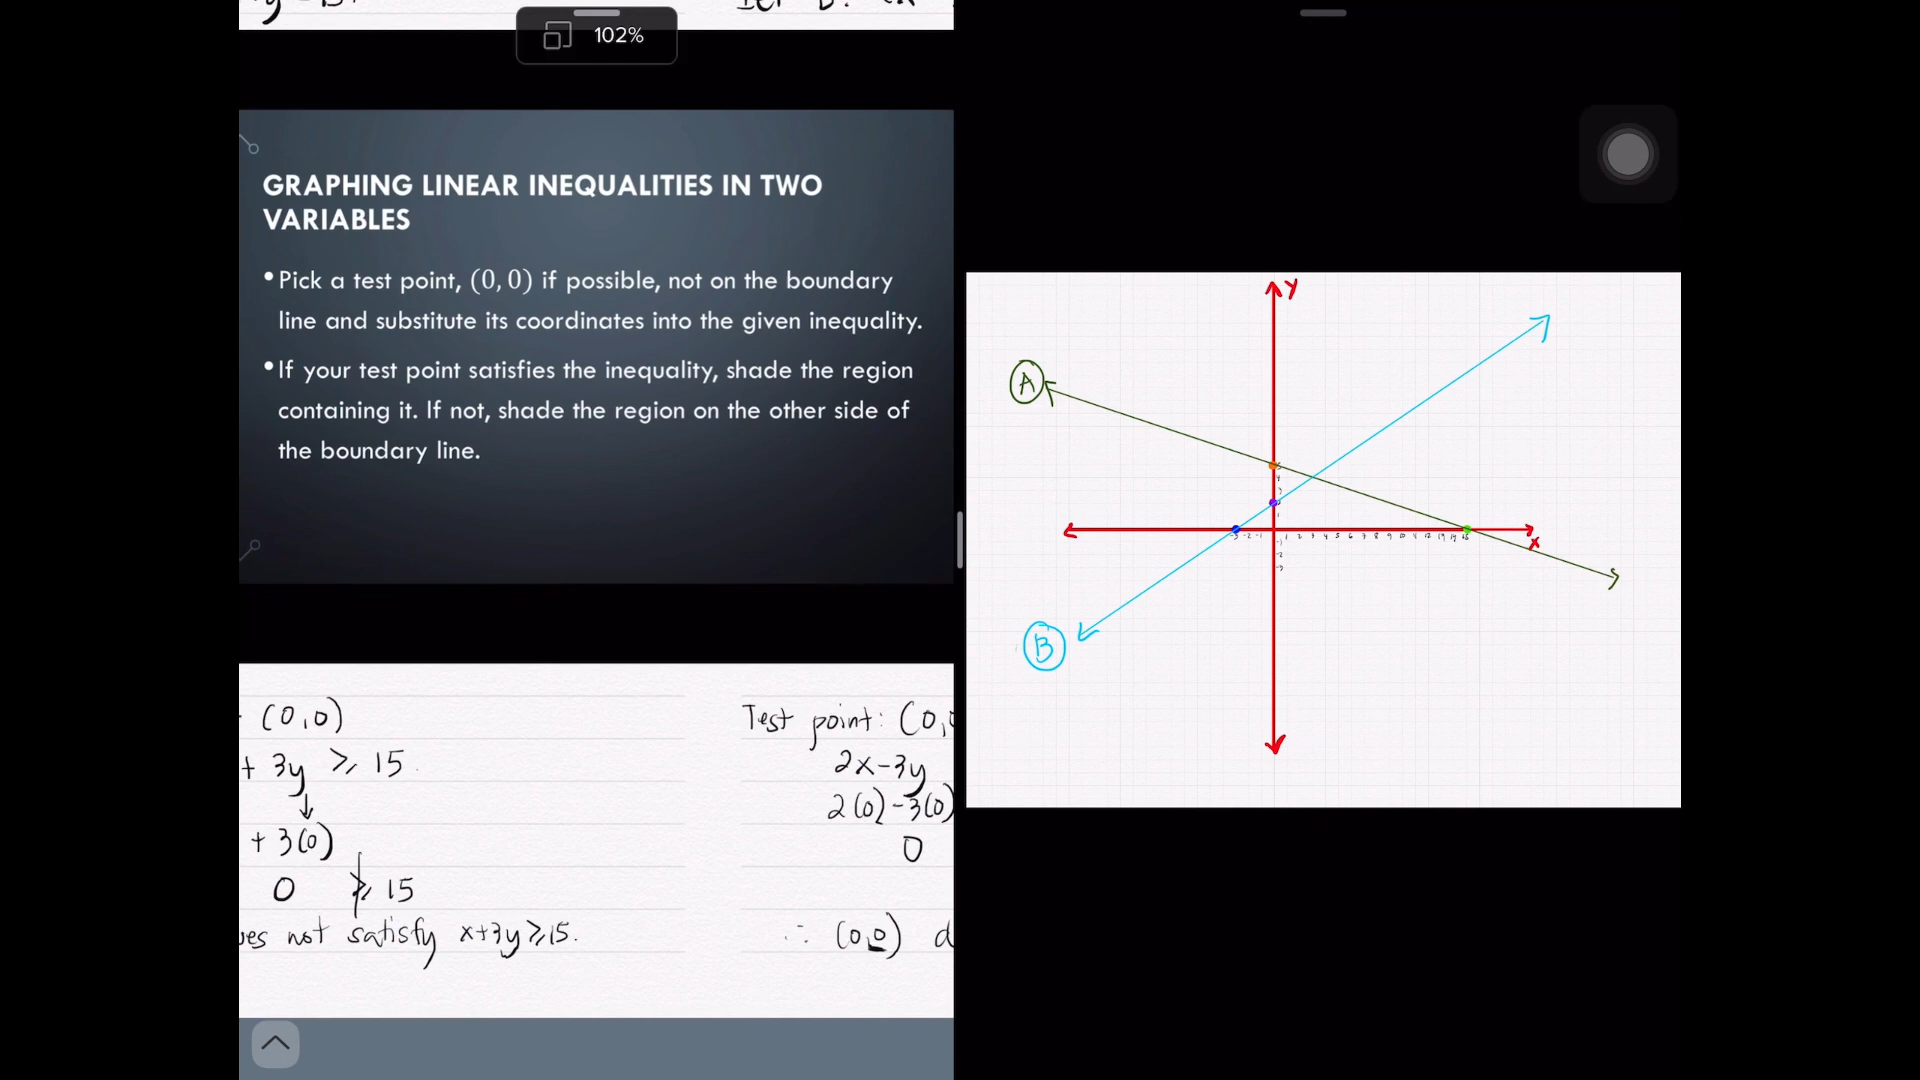 102%
GRAPHING LINEAR INEQUALITIES IN TWO
VARIABLES
• Pick a test point, (0, 0) if possible, not on the boundary
line and substitute its coordinates into the given inequality.
• If your test point satisfies the inequality, shade the region
containing it. If not, shade the region on the other side of
the boundary line.
(0,0)
+ 3y ≥ 15
↓
+ 3(0)
0 ≱ 15
not satisfy x+3y≥15.
Test point: (0,
2x-3y
2(0)-3(0)
0
∴ (0,0) d
y
A
B
x